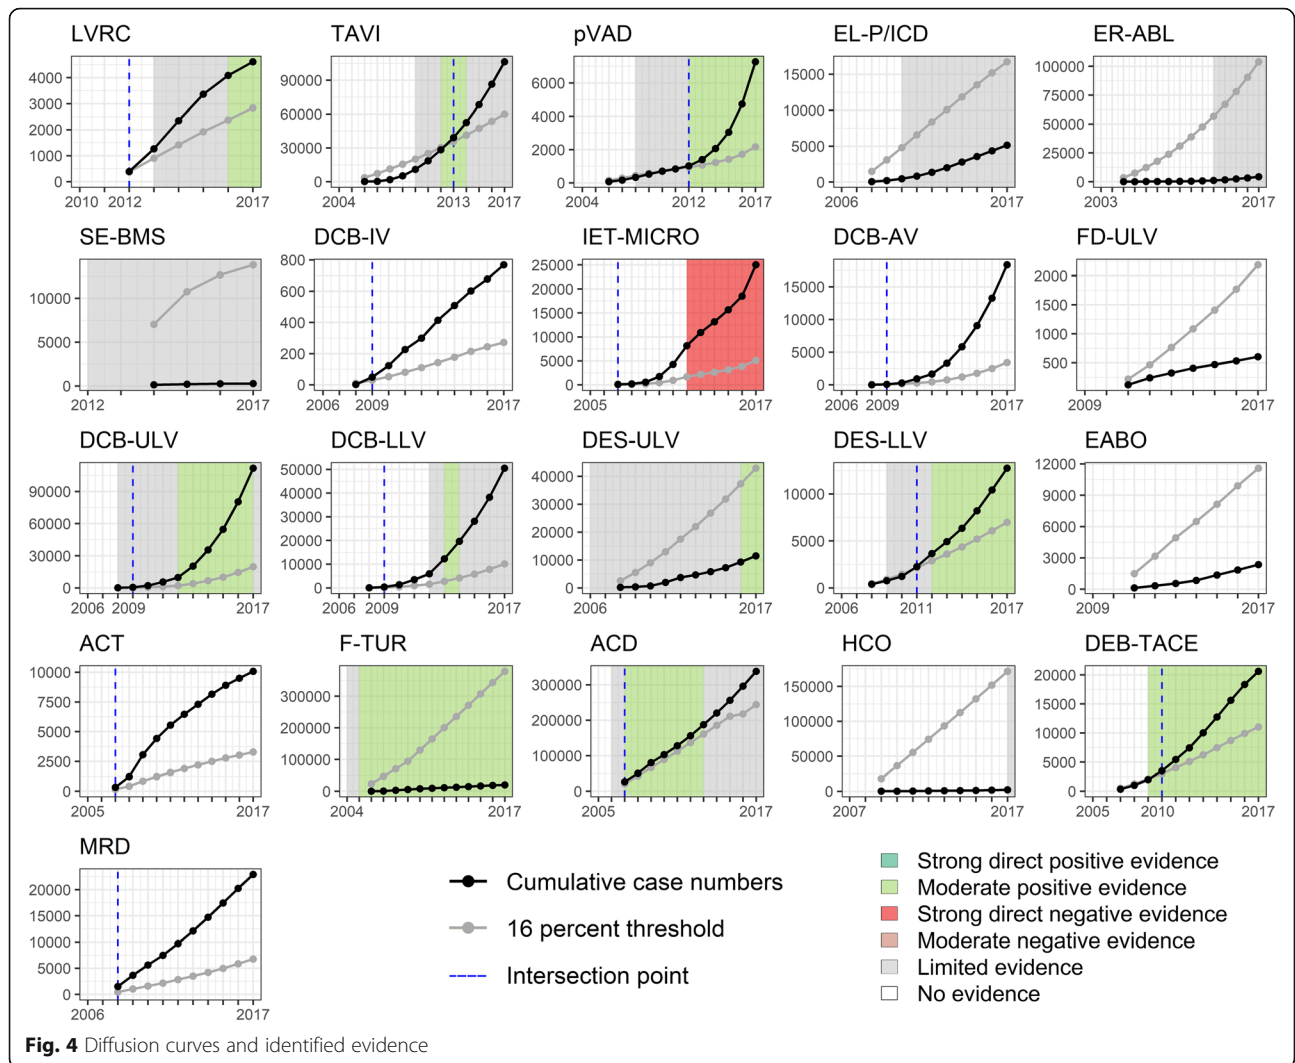 LVRC
4000
3000
2000
1000
0
2010 2012 2017
TAVI
90000
60000
30000
0
2004 2013 2017
pVAD
6000
4000
2000
0
2004 2012 2017
EL-P/ICD
15000
10000
5000
0
2006 2017
ER-ABL
100000
75000
50000
25000
0
2003 2017
SE-BMS
10000
5000
0
2012 2017
DCB-IV
800
600
400
200
0
2006 2009 2017
IET-MICRO
25000
20000
15000
10000
5000
0
2005 2017
DCB-AV
15000
10000
5000
0
2006 2009 2017
FD-ULV
2000
1500
1000
500
2009 2017
DCB-ULV
90000
60000
30000
0
2006 2009 2017
DCB-LLV
50000
40000
30000
20000
10000
0
2006 2009 2017
DES-ULV
40000
30000
20000
10000
0
2006 2017
DES-LLV
10000
5000
0
2006 2011 2017
EABO
12000
9000
6000
3000
0
2009 2017
ACT
10000
7500
5000
2500
0
2005 2017
F-TUR
300000
200000
100000
0
2004 2017
ACD
300000
200000
100000
0
2005 2017
HCO
150000
100000
50000
0
2007 2017
DEB-TACE
20000
15000
10000
5000
0
2005 2010 2017
MRD
20000
15000
10000
5000
0
2006 2017
Cumulative case numbers
16 percent threshold
Intersection point
Strong direct positive evidence
Moderate positive evidence
Strong direct negative evidence
Moderate negative evidence
Limited evidence
No evidence
Fig. 4 Diffusion curves and identified evidence